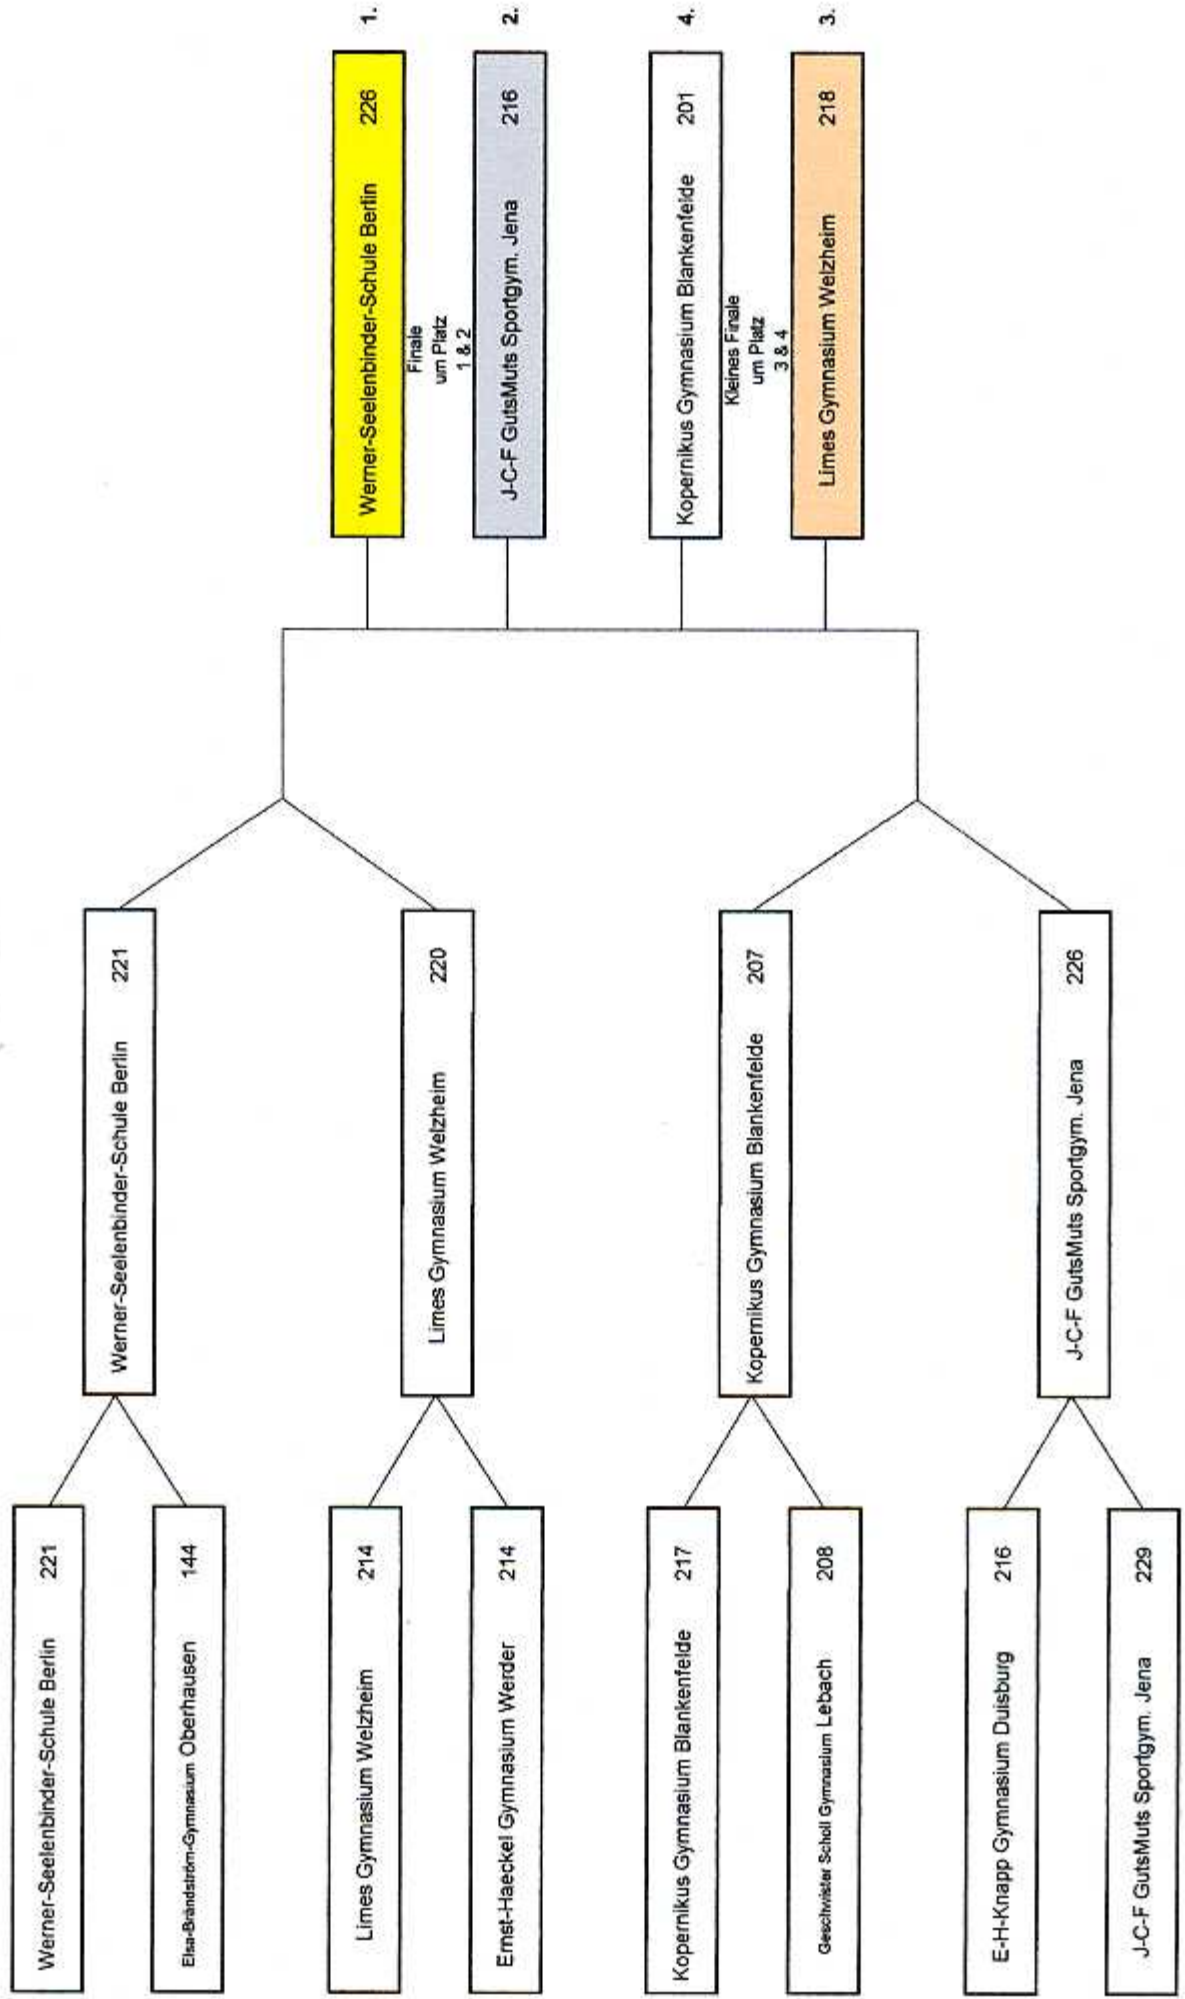 Werner-Seelenbinder-Schule Berlin 221
Elsa-Brändström-Gymnasium Oberhausen 144
Limes Gymnasium Welzheim 214
Ernst-Haeckel Gymnasium Werder 214
Kopernikus Gymnasium Blankenfelde 217
Geschwister Scholl Gymnasium Lebach 208
E-H-Knapp Gymnasium Duisburg 216
J-C-F GutsMuts Sportgym. Jena 229
Werner-Seelenbinder-Schule Berlin 221
Limes Gymnasium Welzheim 220
Kopernikus Gymnasium Blankenfelde 207
J-C-F GutsMuts Sportgym. Jena 226
Werner-Seelenbinder-Schule Berlin 226 1.
Finale
um Platz
1 & 2
J-C-F GutsMuts Sportgym. Jena 216 2.
Kopernikus Gymnasium Blankenfelde 201 4.
Kleines Finale
um Platz
3 & 4
Limes Gymnasium Welzheim 218 3.